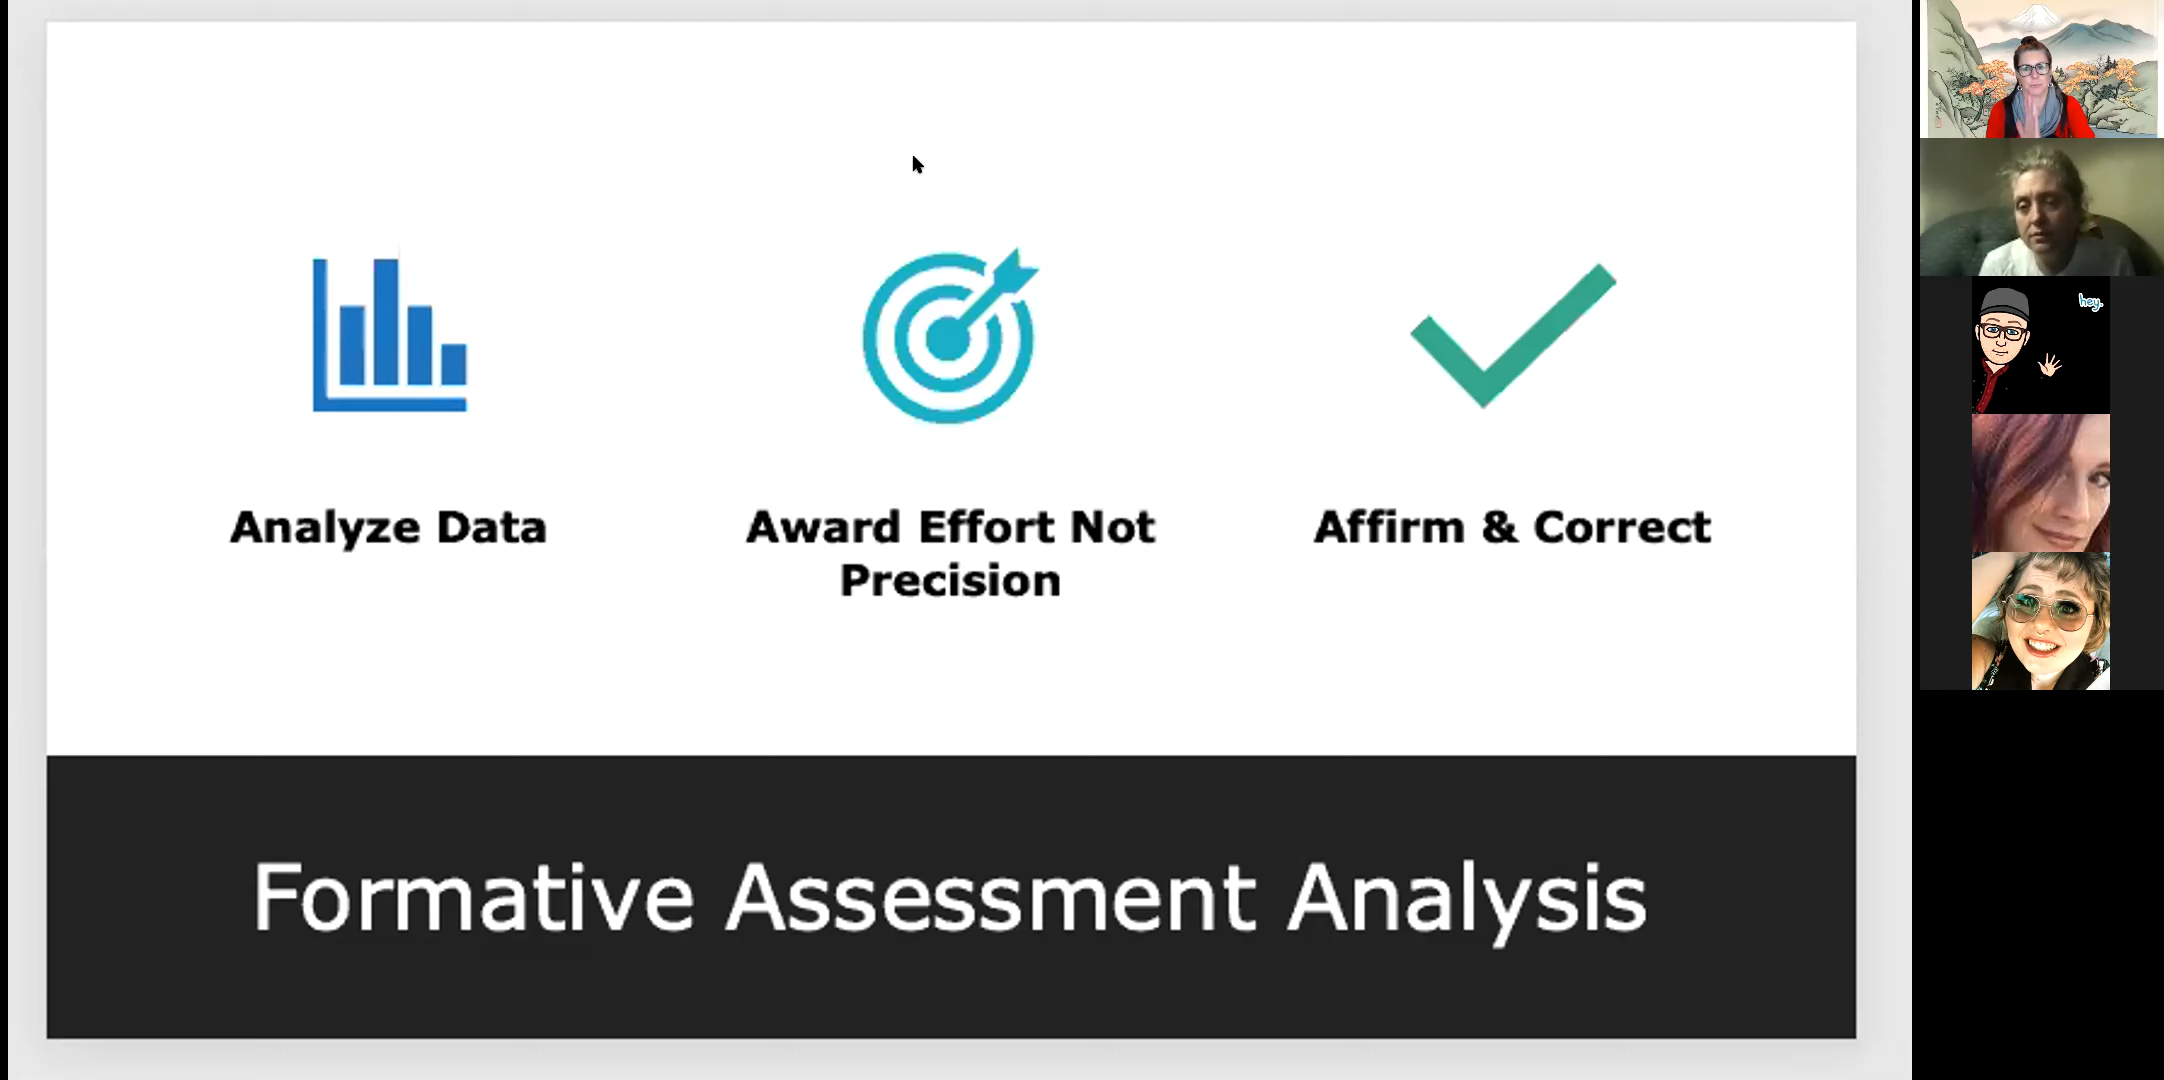 hey.
Analyze Data
Award Effort Not
Precision
Affirm & Correct
Formative Assessment Analysis